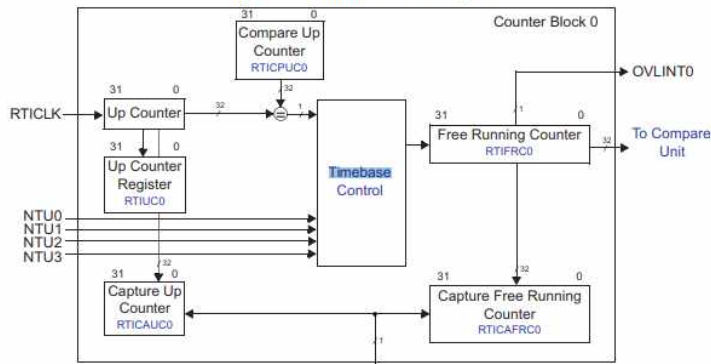 31 0
Counter Block 0
Compare Up
Counter
RTICPUC0
OVLINT0
31 0
32
1
31 0
RTICLK
Up Counter
32
1
Free Running Counter
RTIFRC0
32
To Compare
Unit
31 0
Up Counter
Register
RTIUC0
Timebase
Control
NTU0
NTU1
NTU2
NTU3
31 0
32
31 0
32
Capture Up
Counter
RTICAUC0
Capture Free Running
Counter
RTICAFRC0
1